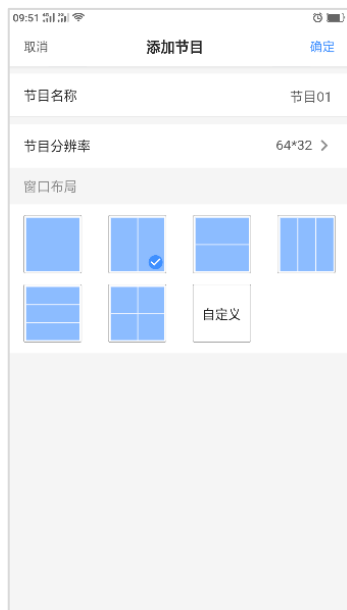 09:51
取消 添加节目 确定
节目名称 节目01
节目分辨率 64*32
窗口布局
自定义